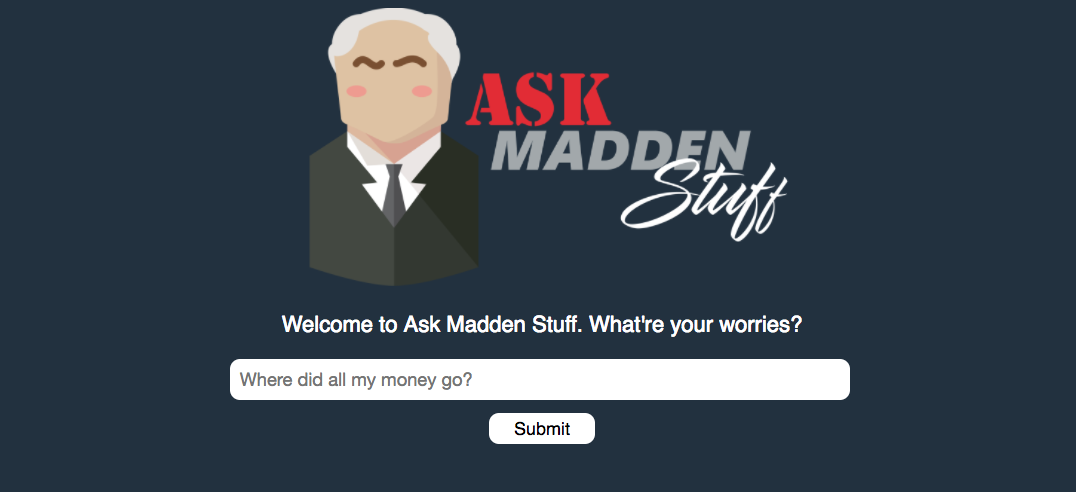 ASK
MADDEN
Stuff
Welcome to Ask Madden Stuff. What're your worries?
Where did all my money go?
Submit